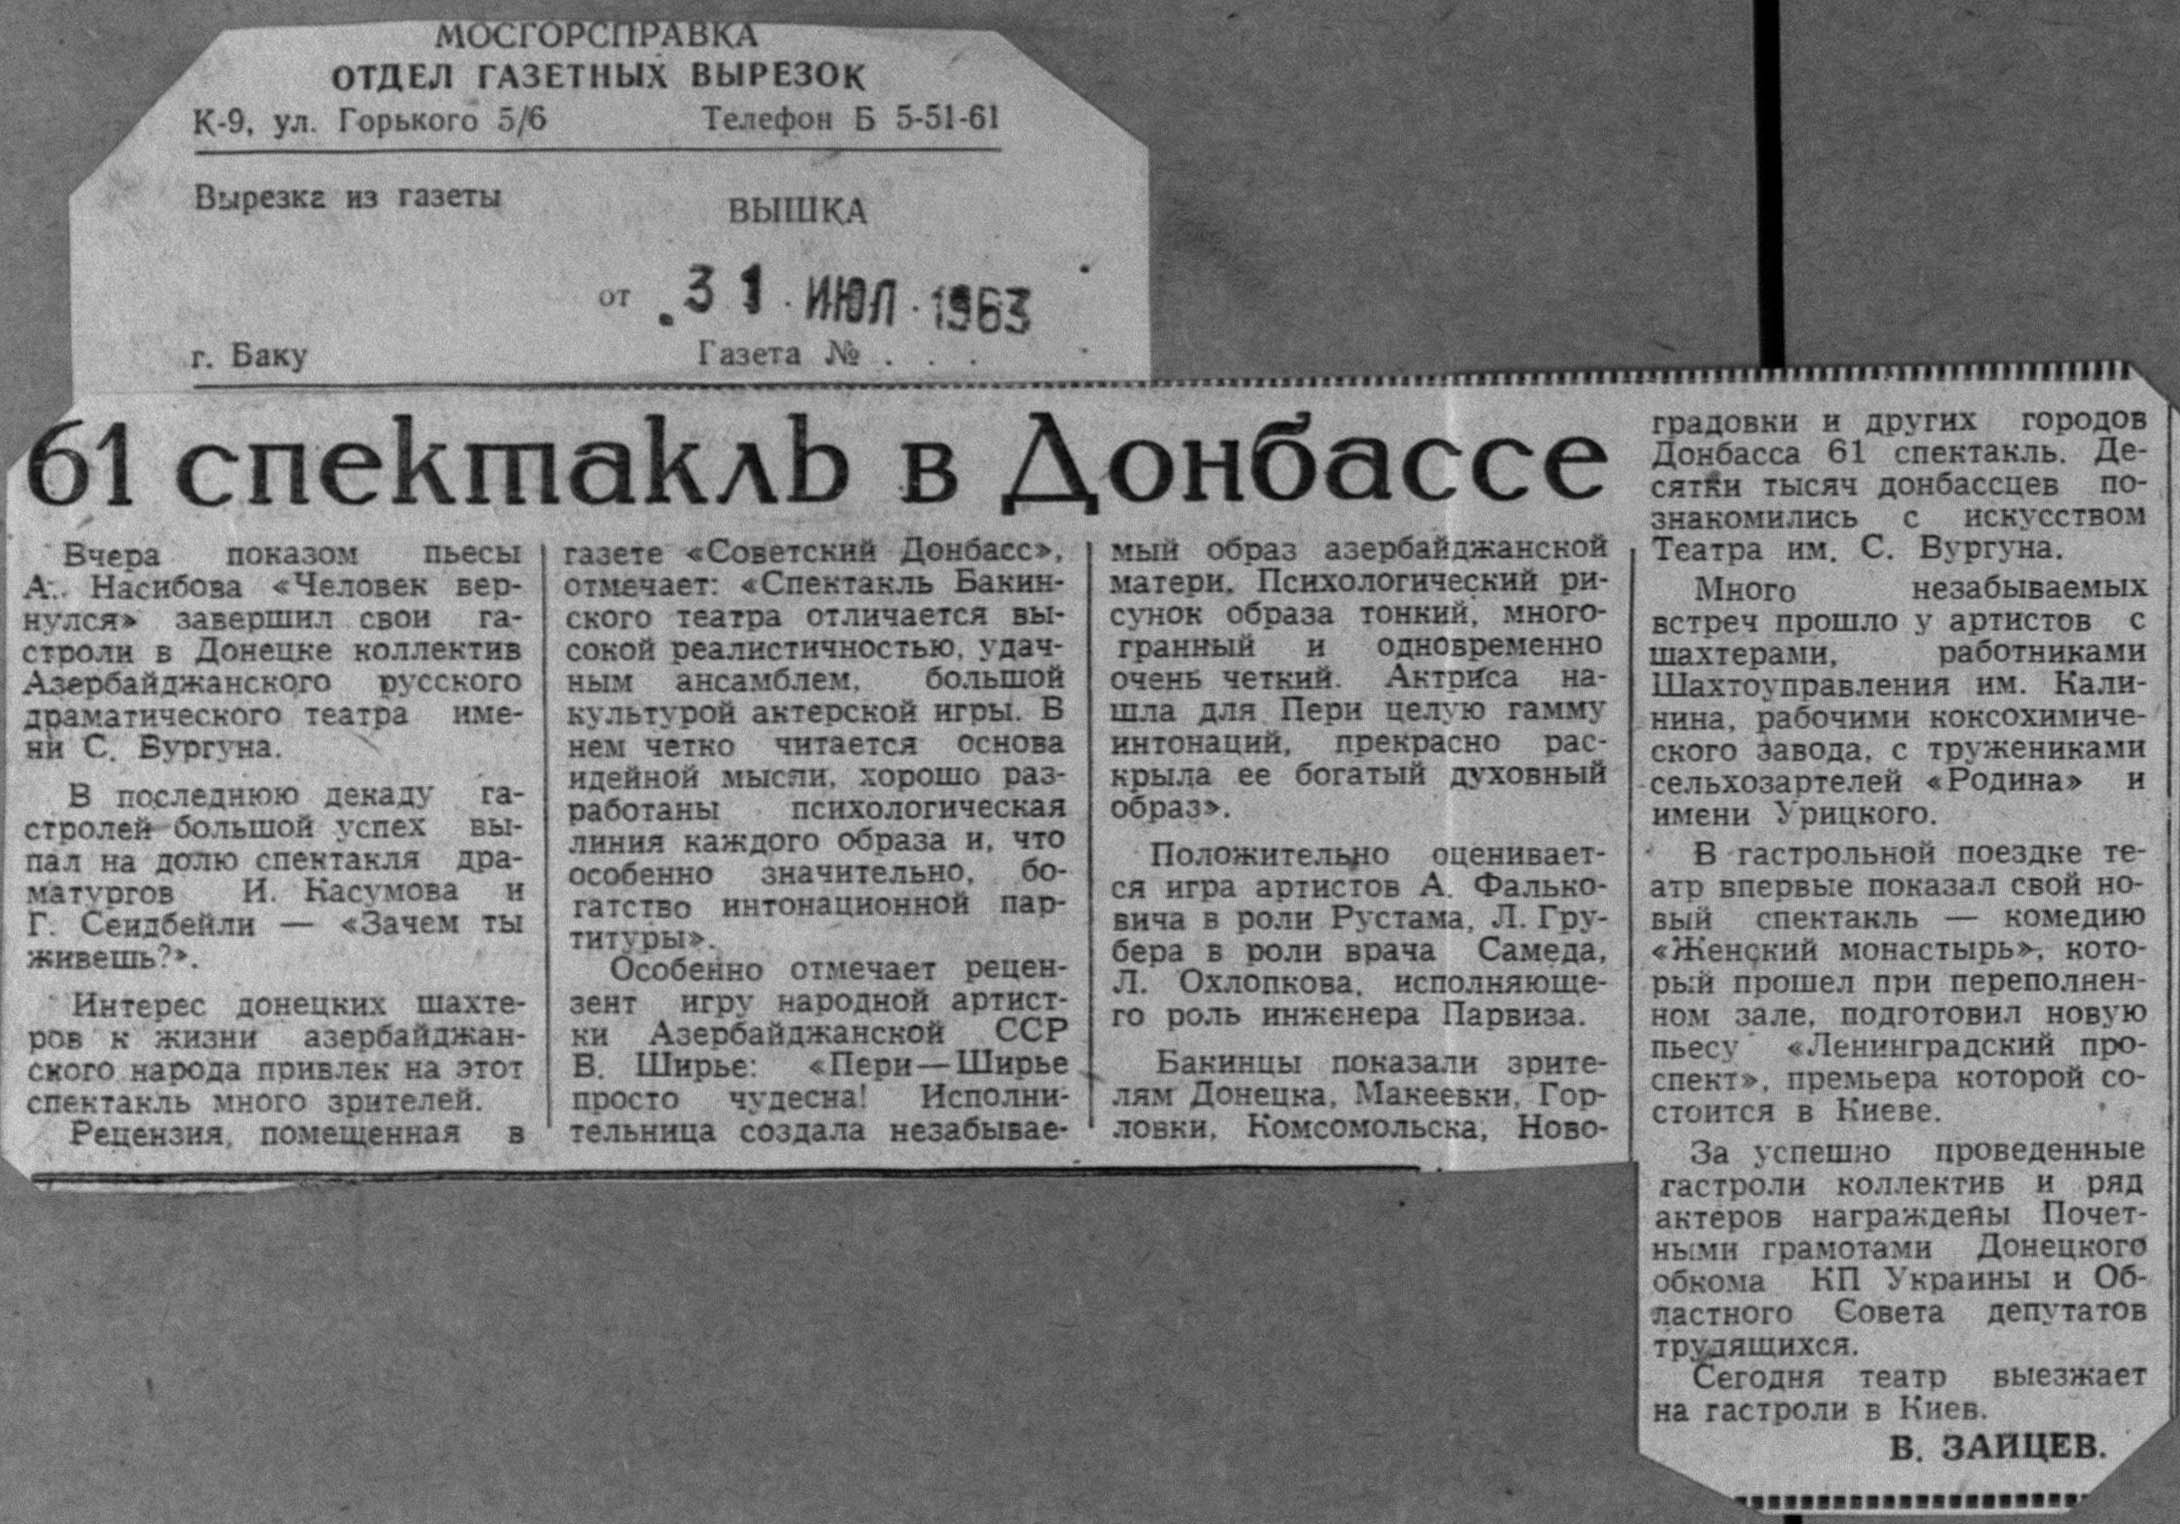 МОСГОРСПРАВКА
ОТДЕЛ ГАЗЕТНЫХ ВЫРЕЗОК
К-9, ул. Горького 5/6 Телефон Б 5-51-61
Вырезка из газеты
ВЫШКА
от 31 ИЮЛ 1963
г. Баку Газета № . . .
61 спектакль в Донбассе
Вчера показом пьесы
А. Насибова «Человек вер-
нулся» завершил свои га-
строли в Донецке коллектив
Азербайджанского русского
драматического театра име-
ни С. Вургуна.
В последнюю декаду га-
стролей большой успех вы-
пал на долю спектакля дра-
матургов И. Касумова и
Г. Сеидбейли — «Зачем ты
живешь?».
Интерес донецких шахте-
ров к жизни азербайджан-
ского народа привлек на этот
спектакль много зрителей.
Рецензия, помещенная в
газете «Советский Донбасс»,
отмечает: «Спектакль Бакин-
ского театра отличается вы-
сокой реалистичностью, удач-
ным ансамблем, большой
культурой актерской игры. В
нем четко читается основа
идейной мысли, хорошо раз-
работаны психологическая
линия каждого образа и, что
особенно значительно, бо-
гатство интонационной пар-
титуры».
Особенно отмечает рецен-
зент игру народной артист-
ки Азербайджанской ССР
В. Ширье: «Пери—Ширье
просто чудесна! Исполни-
тельница создала незабывае-
мый образ азербайджанской
матери. Психологический ри-
сунок образа тонкий, много-
гранный и одновременно
очень четкий. Актриса на-
шла для Пери целую гамму
интонаций, прекрасно рас-
крыла ее богатый духовный
образ».
Положительно оценивает-
ся игра артистов А. Фалько-
вича в роли Рустама, Л. Гру-
бера в роли врача Самеда,
Л. Охлопкова, исполняюще-
го роль инженера Парвиза.
Бакинцы показали зрите-
лям Донецка, Макеевки, Гор-
ловки, Комсомольска, Ново-
градовки и других городов
Донбасса 61 спектакль. Де-
сятки тысяч донбассцев по-
знакомились с искусством
Театра им. С. Вургуна.
Много незабываемых
встреч прошло у артистов с
шахтерами, работниками
Шахтоуправления им. Кали-
нина, рабочими коксохимиче-
ского завода, с тружениками
сельхозартелей «Родина» и
имени Урицкого.
В гастрольной поездке те-
атр впервые показал свой но-
вый спектакль — комедию
«Женский монастырь», кото-
рый прошел при переполнен-
ном зале, подготовил новую
пьесу «Ленинградский про-
спект», премьера которой со-
стоится в Киеве.
За успешно проведенные
гастроли коллектив и ряд
актеров награждены Почет-
ными грамотами Донецкого
обкома КП Украины и Об-
ластного Совета депутатов
трудящихся.
Сегодня театр выезжает
на гастроли в Киев.
В. ЗАЙЦЕВ.